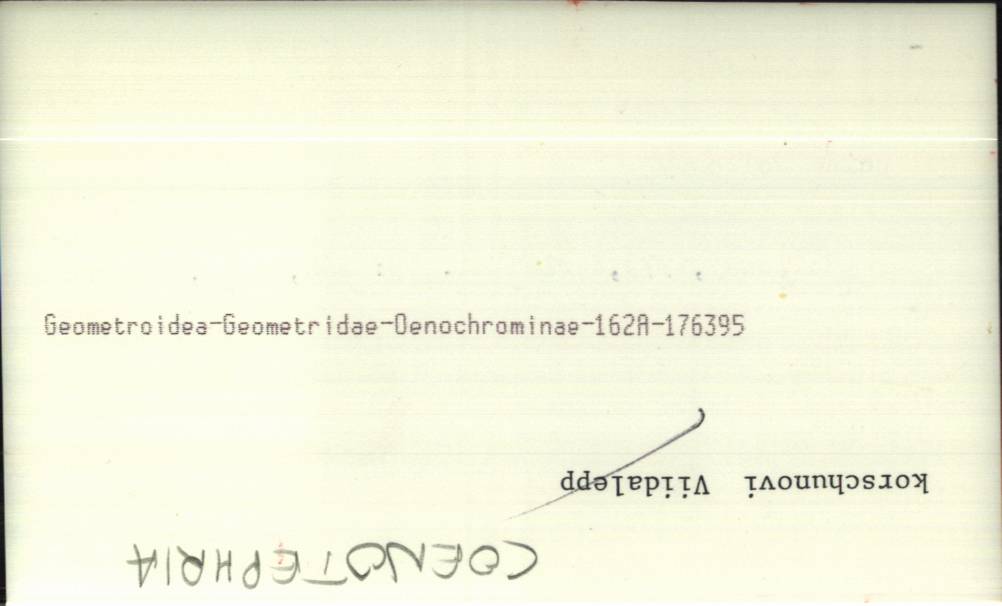 Geometroidea-Geometridae-Oenochrominae-162A-176395
korschunovi Viidalepp
COENOTEPHRIA